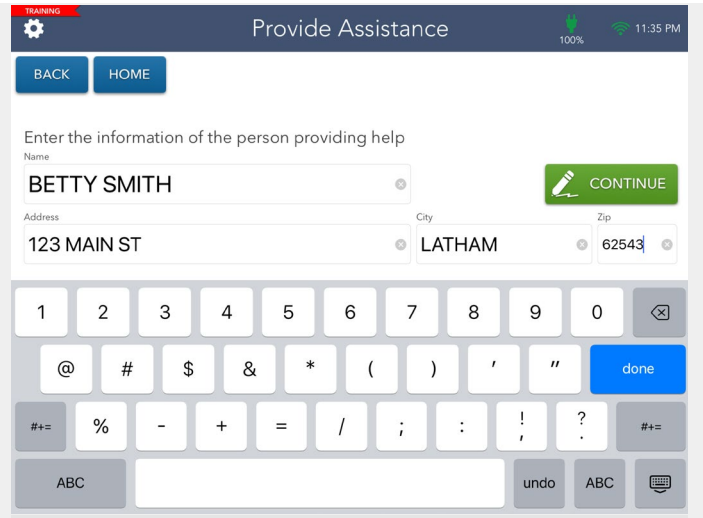 TRAINING
Provide Assistance
100%
11:35 PM
BACK HOME
Enter the information of the person providing help
Name
BETTY SMITH
CONTINUE
Address City Zip
123 MAIN ST LATHAM 62543
1 2 3 4 5 6 7 8 9 0
@ # $ & * ( ) ' " done
#+= % - + = / ; : ! , ? . #+=
ABC undo ABC